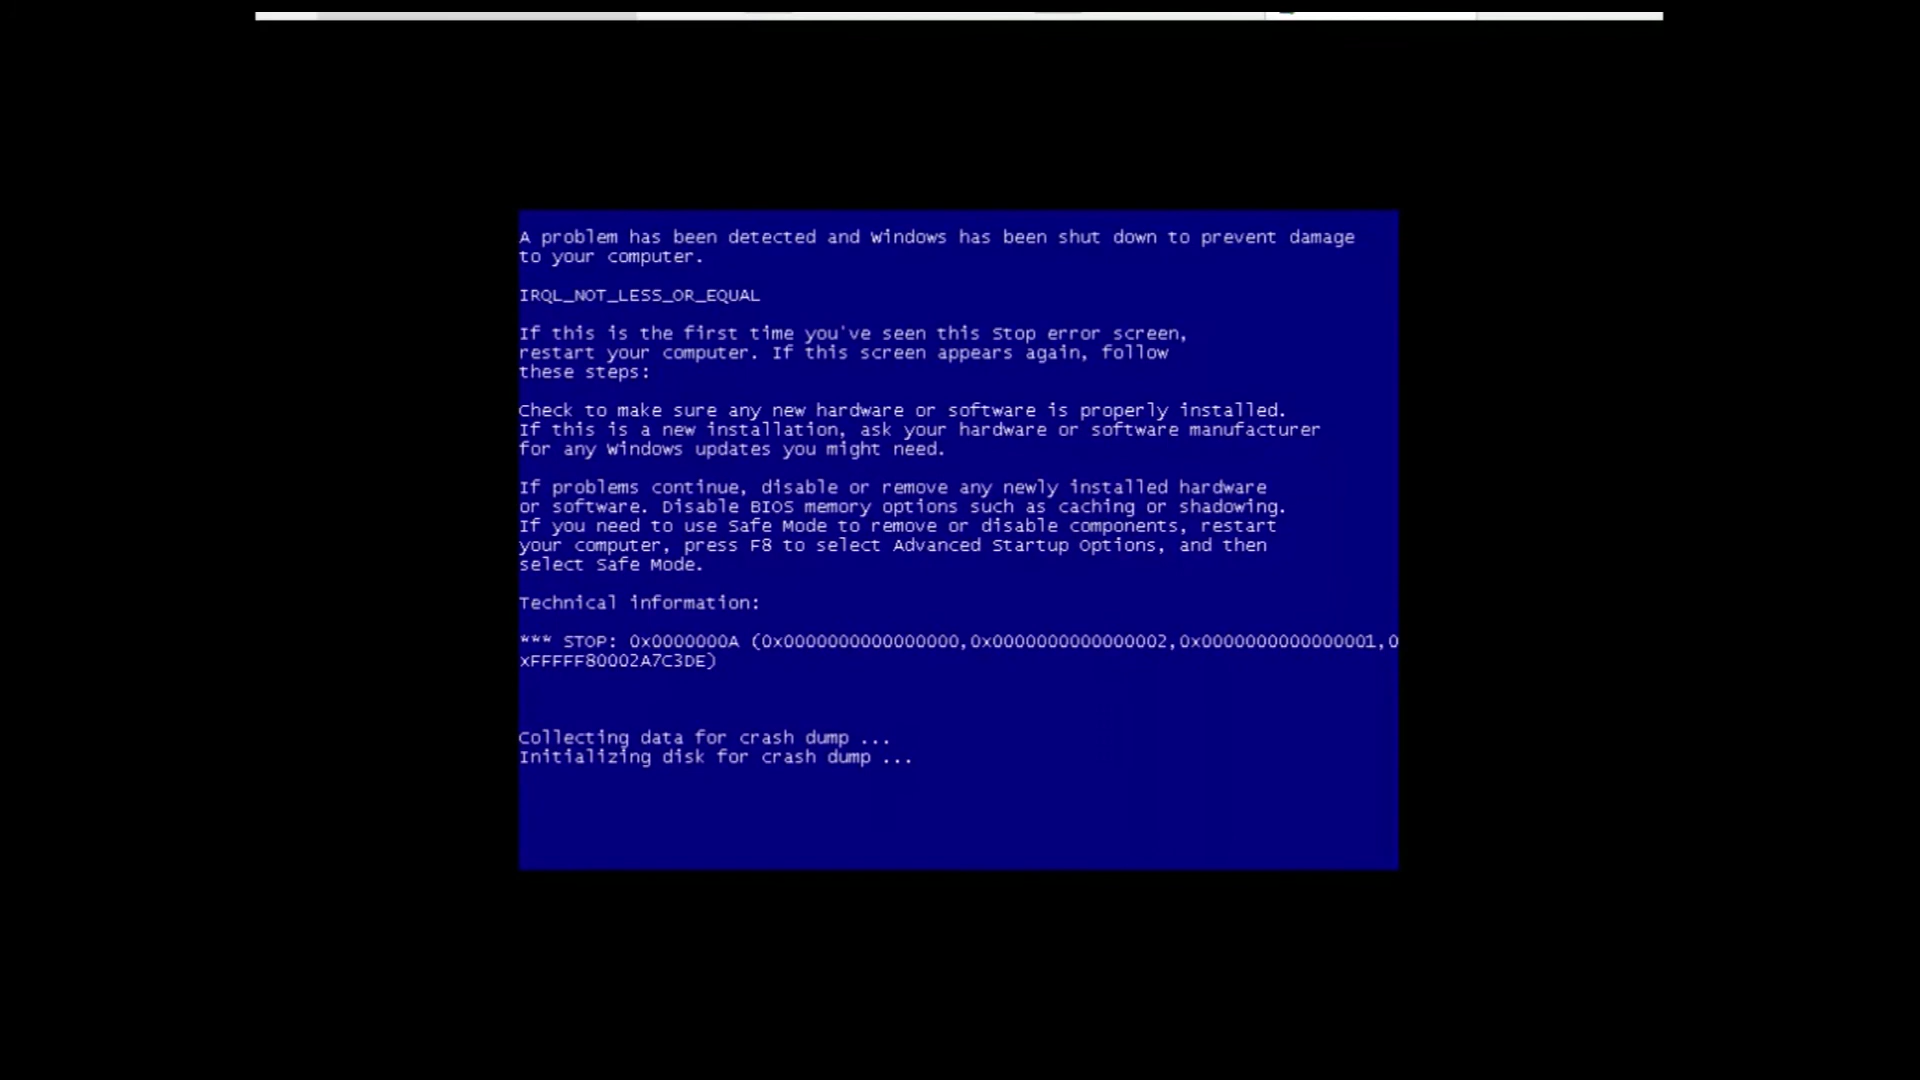 A problem has been detected and Windows has been shut down to prevent damage
to your computer.
IRQL_NOT_LESS_OR_EQUAL
If this is the first time you've seen this Stop error screen,
restart your computer. If this screen appears again, follow
these steps:
Check to make sure any new hardware or software is properly installed.
If this is a new installation, ask your hardware or software manufacturer
for any Windows updates you might need.
If problems continue, disable or remove any newly installed hardware
or software. Disable BIOS memory options such as caching or shadowing.
If you need to use Safe Mode to remove or disable components, restart
your computer, press F8 to select Advanced Startup Options, and then
select Safe Mode.
Technical information:
*** STOP: 0x0000000A (0x0000000000000000,0x0000000000000002,0x0000000000000001,0
xFFFFF80002A7C3DE)
Collecting data for crash dump ...
Initializing disk for crash dump ...